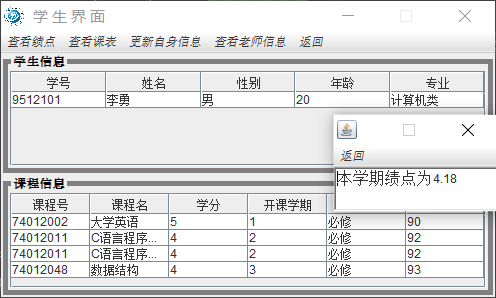 学生界面
查看绩点 查看课表 更新自身信息 查看老师信息 返回
学生信息
学号 姓名 性别 年龄 专业
9512101 李勇 男 20 计算机类
返回
本学期绩点为4.18
课程信息
课程号 课程名 学分 开课学期
74012002 大学英语 5 1 必修 90
74012011 C语言程序... 4 2 必修 92
74012011 C语言程序... 4 2 必修 92
74012048 数据结构 4 3 必修 93